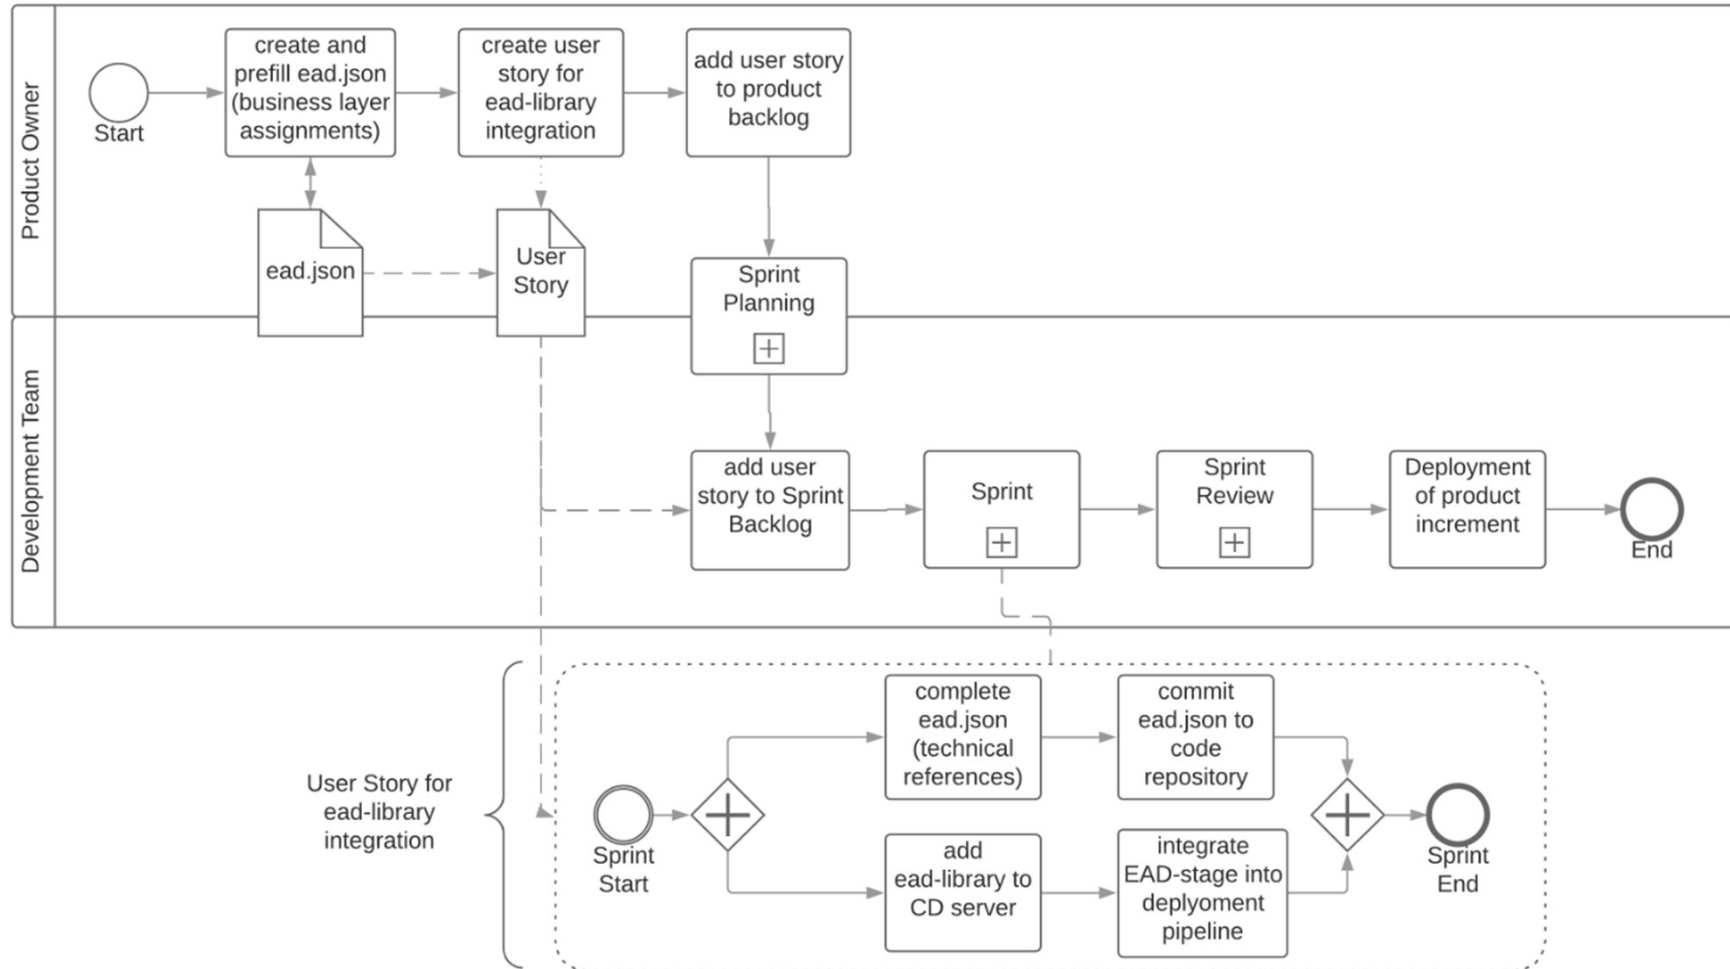 Product Owner
Start
create and
prefill ead.json
(business layer
assignments)
create user
story for
ead-library
integration
add user story
to product
backlog
ead.json
User
Story
Sprint
Planning
Development Team
add user
story to Sprint
Backlog
Sprint
Sprint
Review
Deployment
of product
increment
End
User Story for
ead-library
integration
Sprint
Start
complete
ead.json
(technical
references)
commit
ead.json to
code
repository
add
ead-library to
CD server
integrate
EAD-stage into
deplyoment
pipeline
Sprint
End